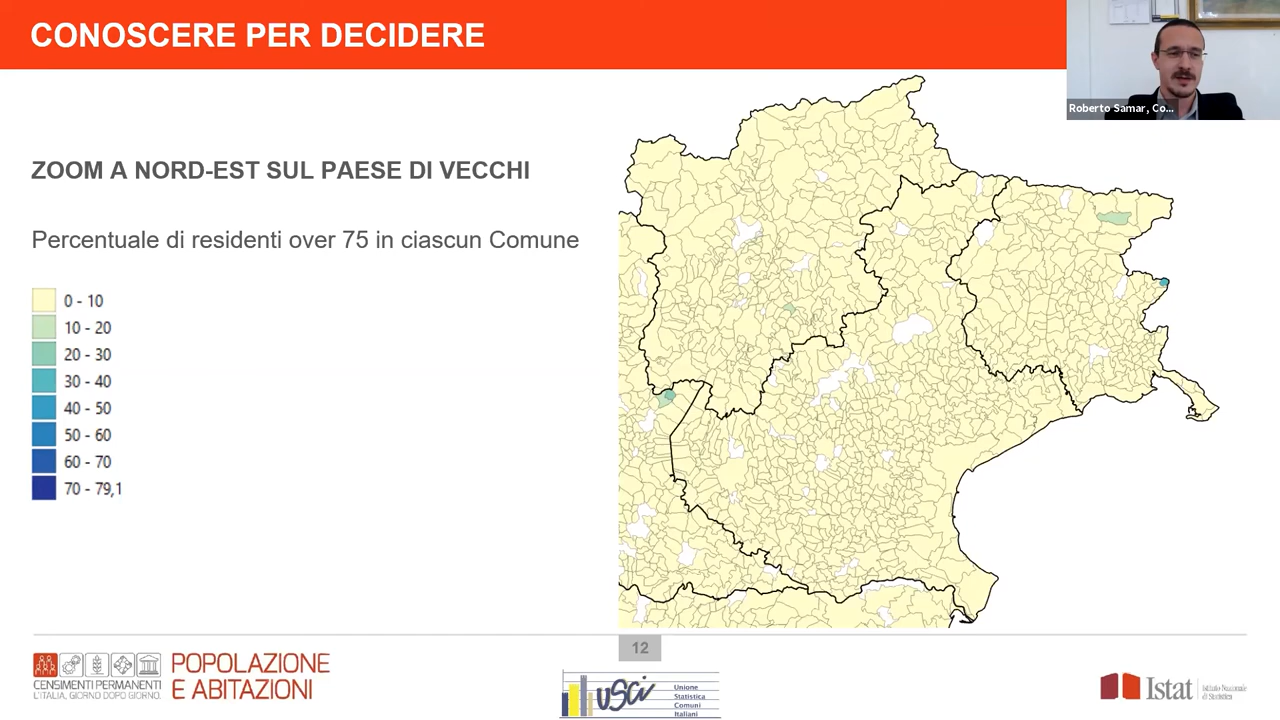 CONOSCERE PER DECIDERE
Roberto Samar, Co...
ZOOM A NORD-EST SUL PAESE DI VECCHI
Percentuale di residenti over 75 in ciascun Comune
0 - 10
10 - 20
20 - 30
30 - 40
40 - 50
50 - 60
60 - 70
70 - 79,1
12
CENSIMENTI PERMANENTI
L'ITALIA, GIORNO DOPO GIORNO.
POPOLAZIONE
E ABITAZIONI
usci
Unione
Statistica
Comuni
Italiani
Istat
Istituto Nazionale
di Statistica